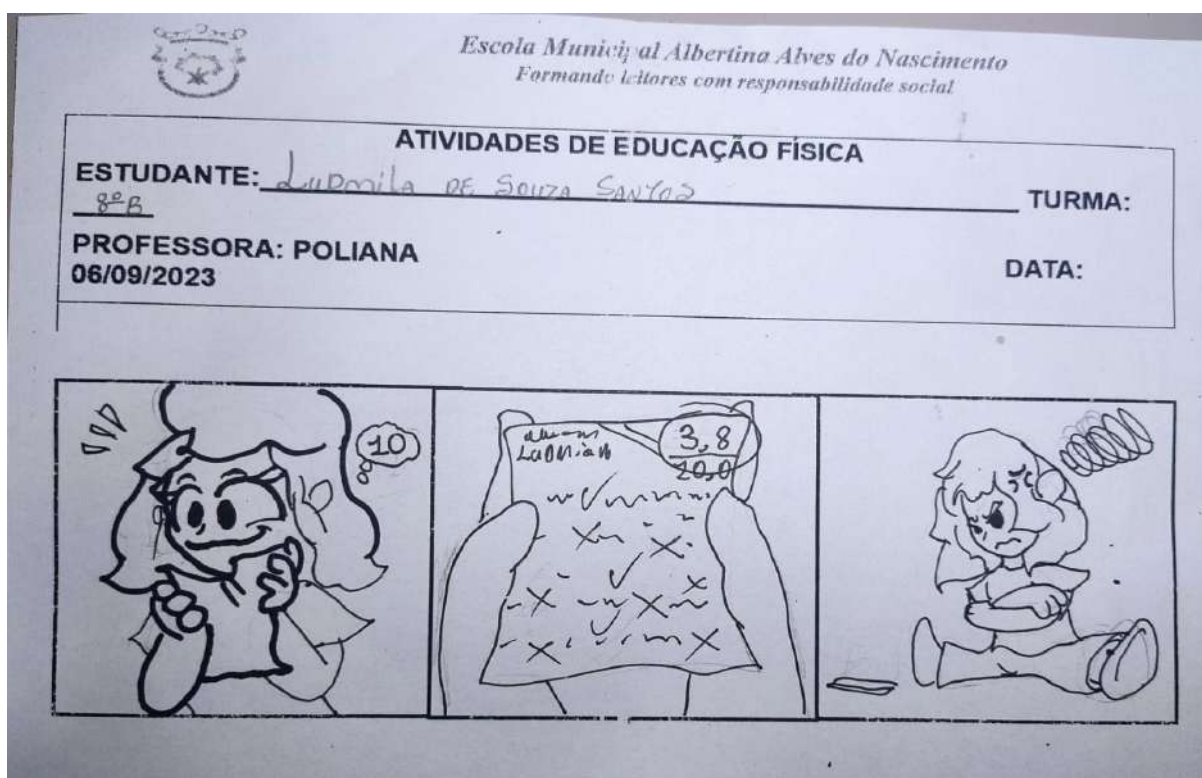 Escola Municipal Albertina Alves do Nascimento
Formando leitores com responsabilidade social
ATIVIDADES DE EDUCAÇÃO FÍSICA
ESTUDANTE: LuDmila DE SOUZA SANTOS TURMA:
8º B
PROFESSORA: POLIANA
06/09/2023 DATA:
10
3,8
10,0